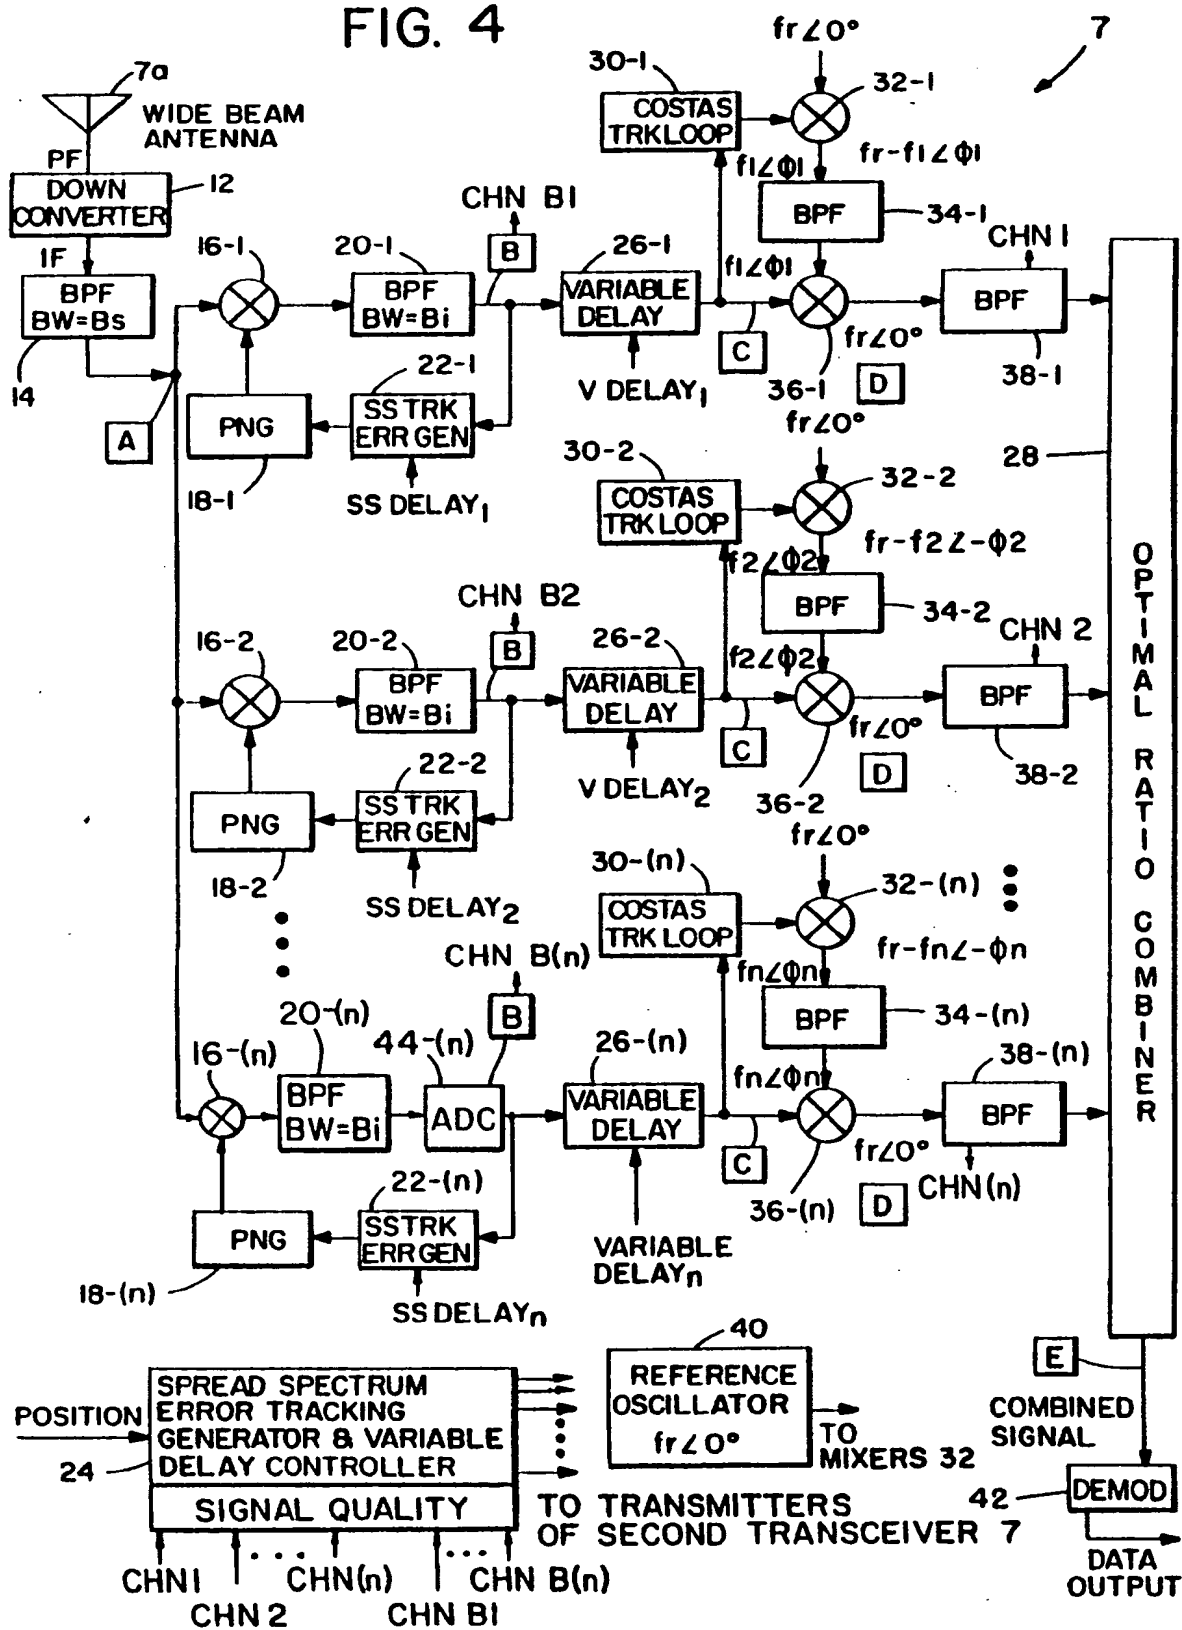 FIG. 4
7
7a
WIDE BEAM
ANTENNA
PF
DOWN
CONVERTER
12
IF
BPF
BW=Bs
14
A
16-1
PNG
18-1
20-1
BPF
BW=Bi
CHN B1
B
22-1
SS TRK
ERR GEN
SS DELAY1
26-1
VARIABLE
DELAY
V DELAY1
30-1
COSTAS
TRK LOOP
fr∠0°
32-1
fr-f1∠Φ1
f1∠Φ1
BPF
34-1
f1∠Φ1
C
36-1
fr∠0°
D
CHN 1
BPF
38-1
28
OPTIMAL RATIO COMBINER
16-2
PNG
18-2
20-2
BPF
BW=Bi
CHN B2
B
22-2
SS TRK
ERR GEN
SS DELAY2
26-2
VARIABLE
DELAY
V DELAY2
30-2
COSTAS
TRK LOOP
fr∠0°
32-2
fr-f2∠-Φ2
f2∠Φ2
BPF
34-2
f2∠Φ2
C
36-2
fr∠0°
D
CHN 2
BPF
38-2
16-(n)
PNG
18-(n)
20-(n)
BPF
BW=Bi
44-(n)
ADC
CHN B(n)
B
22-(n)
SS TRK
ERR GEN
SS DELAYn
26-(n)
VARIABLE
DELAY
VARIABLE
DELAYn
30-(n)
COSTAS
TRK LOOP
fr∠0°
32-(n)
fr-fn∠-Φn
fn∠Φn
BPF
34-(n)
fn∠Φn
C
36-(n)
fr∠0°
D
38-(n)
BPF
CHN(n)
POSITION
24
SPREAD SPECTRUM
ERROR TRACKING
GENERATOR & VARIABLE
DELAY CONTROLLER
SIGNAL QUALITY
CHN1
CHN 2
CHN(n)
CHN B1
CHN B(n)
TO TRANSMITTERS
OF SECOND TRANSCEIVER 7
40
REFERENCE
OSCILLATOR
fr∠0°
TO
MIXERS 32
E
COMBINED
SIGNAL
42
DEMOD
DATA
OUTPUT